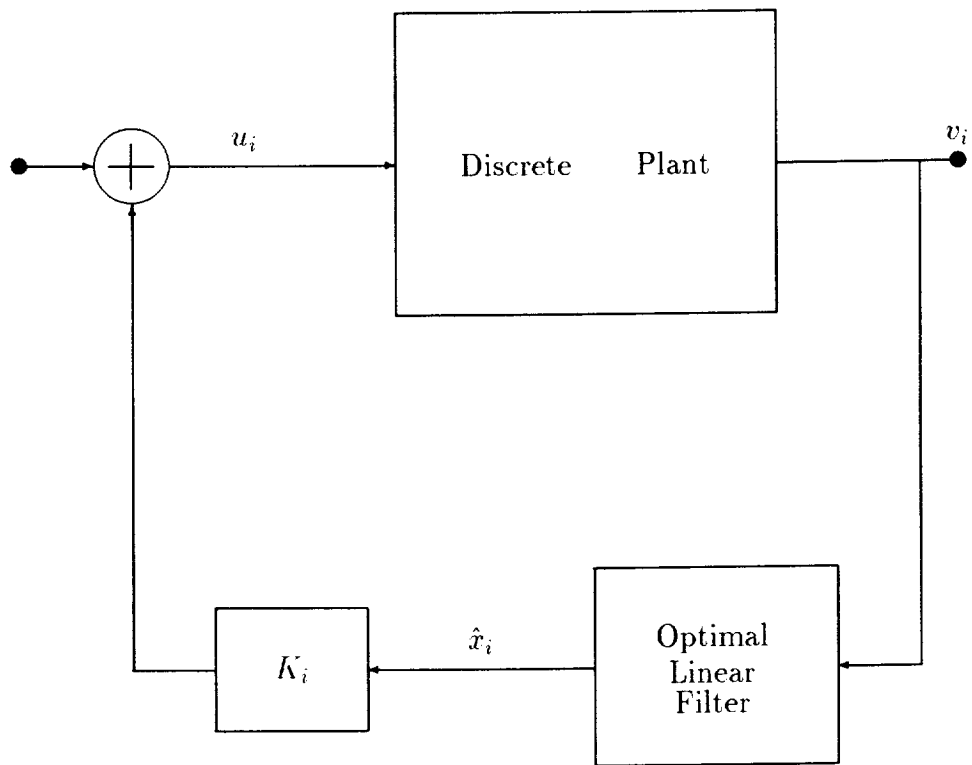 Discrete Plant
v_i
u_i
+
x̂_i
K_i
Optimal
Linear
Filter